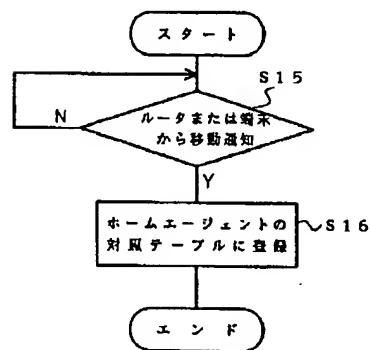 スタート
S15
ルータまたは端末
から移動通知
N
Y
ホームエージェントの
対照テーブルに登録
S16
エンド